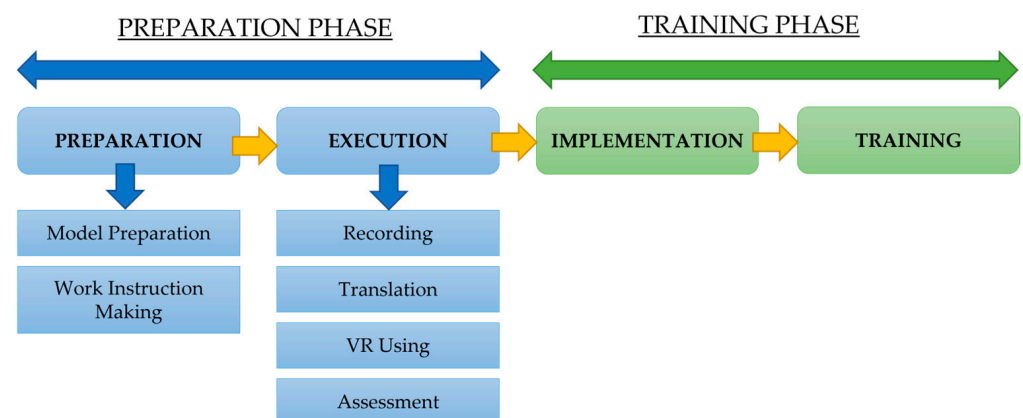 PREPARATION PHASE
TRAINING PHASE
PREPARATION
EXECUTION
IMPLEMENTATION
TRAINING
Model Preparation
Work Instruction
Making
Recording
Translation
VR Using
Assessment